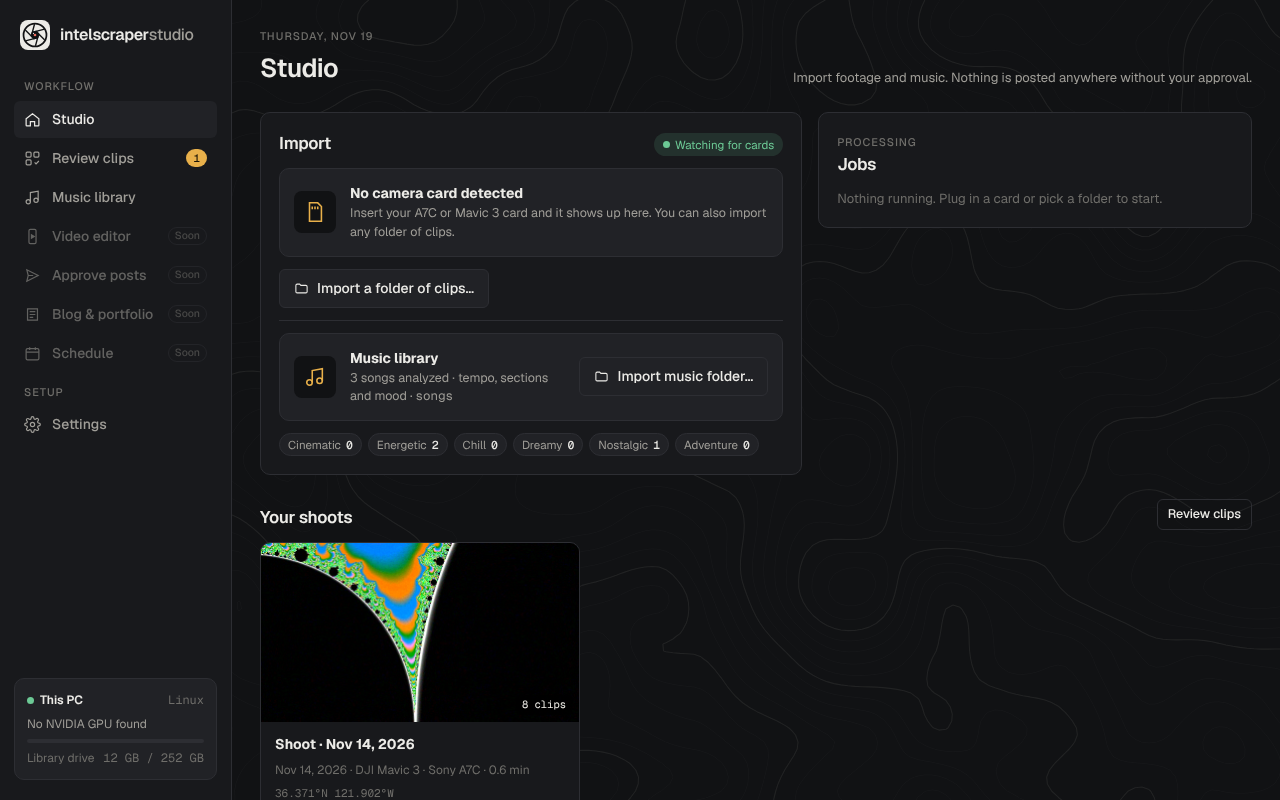 intelscraperstudio
WORKFLOW
Studio
Review clips 1
Music library
Video editor Soon
Approve posts Soon
Blog & portfolio Soon
Schedule Soon
SETUP
Settings
This PC Linux
No NVIDIA GPU found
Library drive 12 GB / 252 GB
THURSDAY, NOV 19
Studio
Import footage and music. Nothing is posted anywhere without your approval.
Import
Watching for cards
No camera card detected
Insert your A7C or Mavic 3 card and it shows up here. You can also import
any folder of clips.
Import a folder of clips...
Music library
3 songs analyzed · tempo, sections
and mood · songs
Import music folder...
Cinematic 0 Energetic 2 Chill 0 Dreamy 0 Nostalgic 1 Adventure 0
PROCESSING
Jobs
Nothing running. Plug in a card or pick a folder to start.
Your shoots
Review clips
8 clips
Shoot · Nov 14, 2026
Nov 14, 2026 · DJI Mavic 3 · Sony A7C · 0.6 min
36.371°N 121.902°W